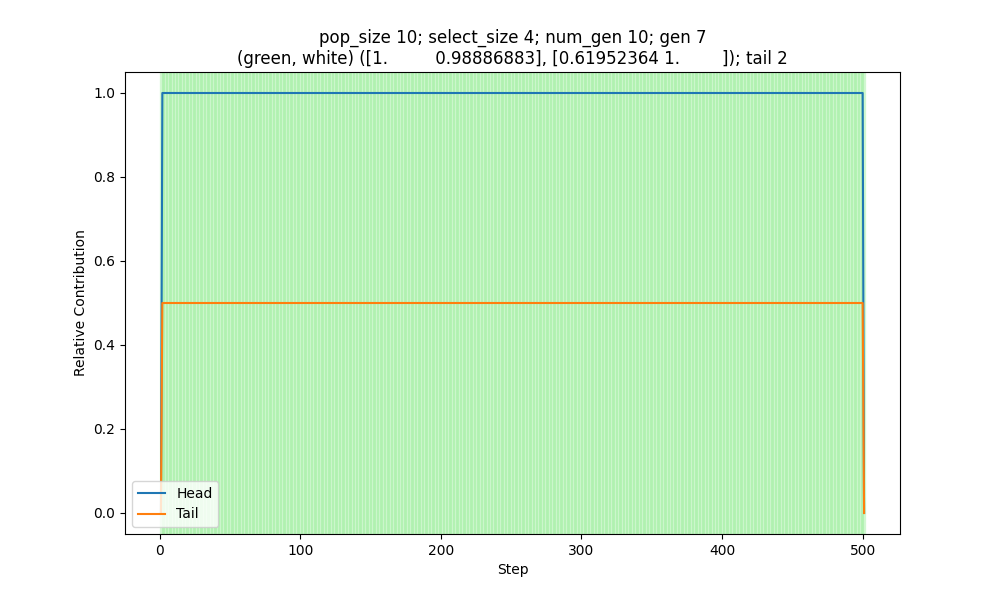 pop_size 10; select_size 4; num_gen 10; gen 7
(green, white) ([1.         0.98886883], [0.61952364 1.        ]); tail 2
Relative Contribution
1.0
0.8
0.6
0.4
0.2
0.0
Head
Tail
0 100 200 300 400 500
Step